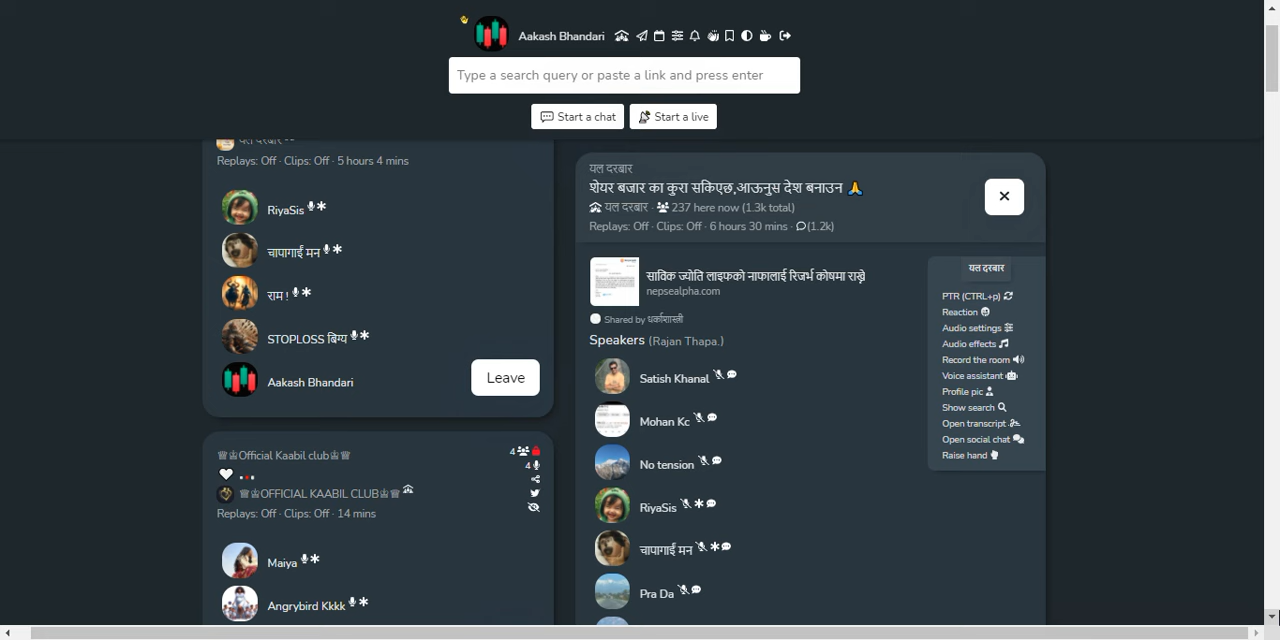 Aakash Bhandari
Type a search query or paste a link and press enter
Start a chat
Start a live
यल दरबार
Replays: Off · Clips: Off · 5 hours 4 mins
RiyaSis
चापागाईं मन
राम !
STOPLOSS बिग्य
Aakash Bhandari
Leave
♕♔Official Kaabil club♔♕
4
4
♕♔OFFICIAL KAABIL CLUB♔♕
Replays: Off · Clips: Off · 14 mins
Maiya
Angrybird Kkkk
यल दरबार
शेयर बजार का कुरा सकिएछ,आऊनुस देश बनाउन 🙏
यल दरबार · 237 here now (1.3k total)
Replays: Off · Clips: Off · 6 hours 30 mins · (1.2k)
साविक ज्योति लाइफको नाफालाई रिजर्भ कोषमा राख्ने
nepsealpha.com
Shared by धर्काशास्त्री
Speakers (Rajan Thapa.)
Satish Khanal
Mohan Kc
No tension
RiyaSis
चापागाईं मन
Pra Da
यल दरबार
PTR (CTRL+p)
Reaction
Audio settings
Audio effects
Record the room
Voice assistant
Profile pic
Show search
Open transcript
Open social chat
Raise hand